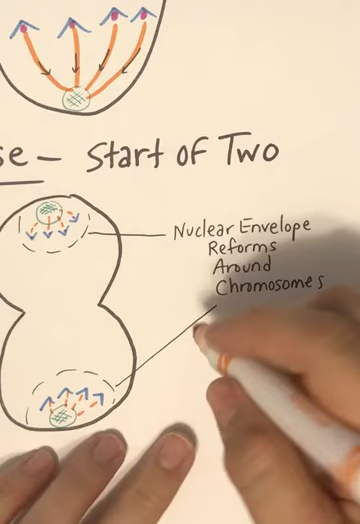 se – Start of Two
Nuclear Envelope
Reforms
Around
Chromosomes